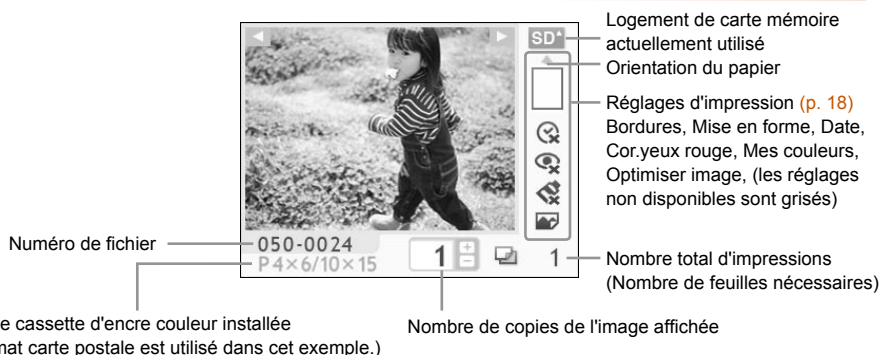 SD
Logement de carte mémoire
actuellement utilisé
Orientation du papier
Réglages d'impression (p. 18)
Bordures, Mise en forme, Date,
Cor.yeux rouge, Mes couleurs,
Optimiser image, (les réglages
non disponibles sont grisés)
Numéro de fichier
050-0024
P 4×6/10×15
1
1
Nombre total d'impressions
(Nombre de feuilles nécessaires)
e cassette d'encre couleur installée
mat carte postale est utilisé dans cet exemple.)
Nombre de copies de l'image affichée